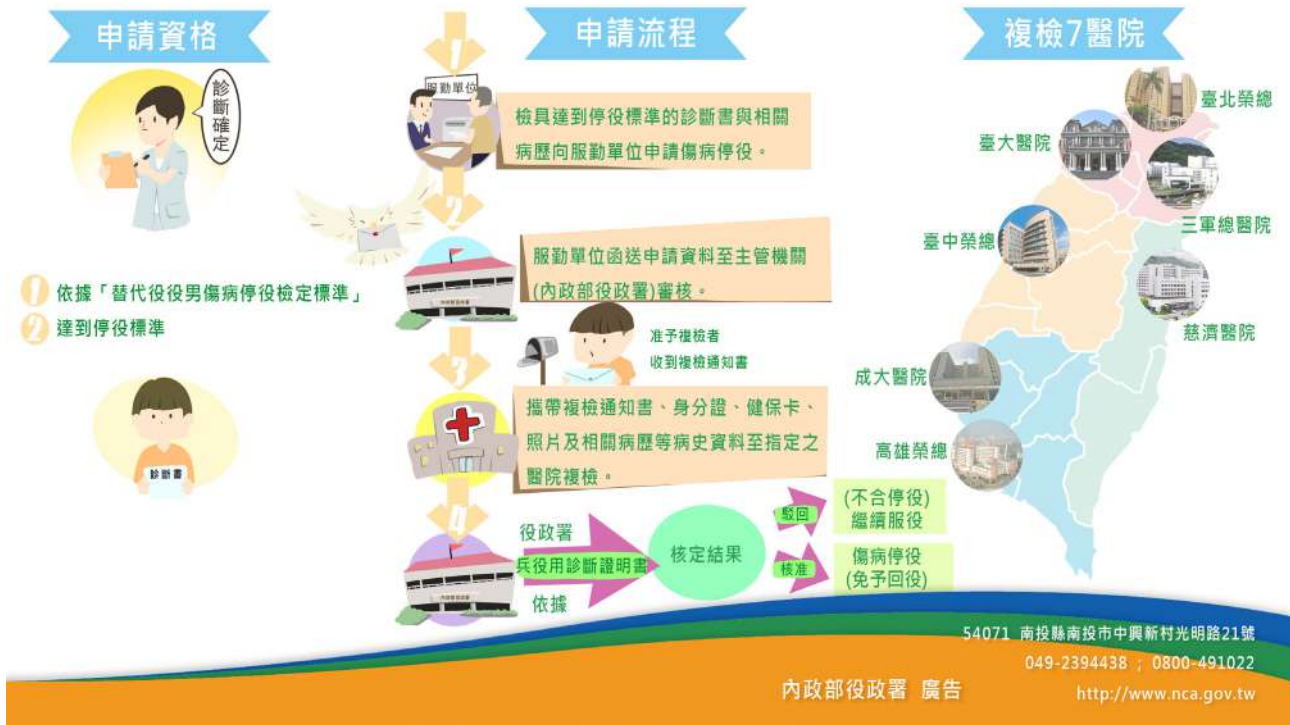 申請資格
診斷確定
1 依據「替代役役男傷病停役檢定標準」
2 達到停役標準
診斷書
申請流程
1
服勤單位
檢具達到停役標準的診斷書與相關
病歷向服勤單位申請傷病停役。
2
服勤單位函送申請資料至主管機關
(內政部役政署)審核。
准予複檢者
收到複檢通知書
3
攜帶複檢通知書、身分證、健保卡、
照片及相關病歷等病史資料至指定之
醫院複檢。
4
役政署
兵役用診斷證明書
依據
核定結果
駁回
(不合停役)
繼續服役
核准
傷病停役
(免予回役)
複檢7醫院
臺北榮總
臺大醫院
三軍總醫院
臺中榮總
慈濟醫院
成大醫院
高雄榮總
54071 南投縣南投市中興新村光明路21號
049-2394438 ; 0800-491022
內政部役政署 廣告
http://www.nca.gov.tw